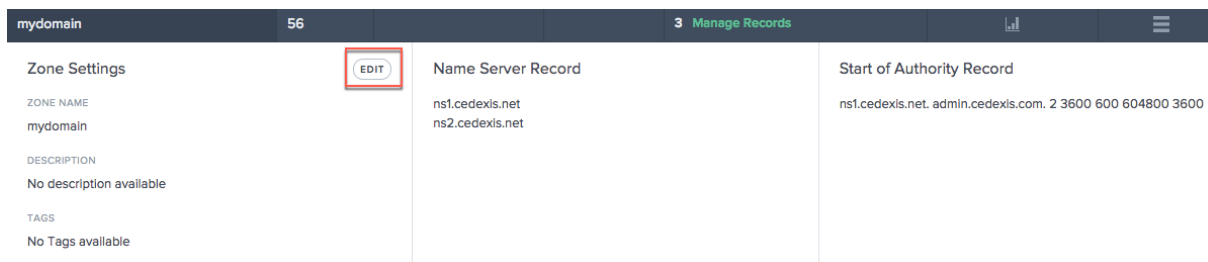 mydomain 56 3 Manage Records
Zone Settings EDIT
ZONE NAME
mydomain
DESCRIPTION
No description available
TAGS
No Tags available
Name Server Record
ns1.cedexis.net
ns2.cedexis.net
Start of Authority Record
ns1.cedexis.net. admin.cedexis.com. 2 3600 600 604800 3600